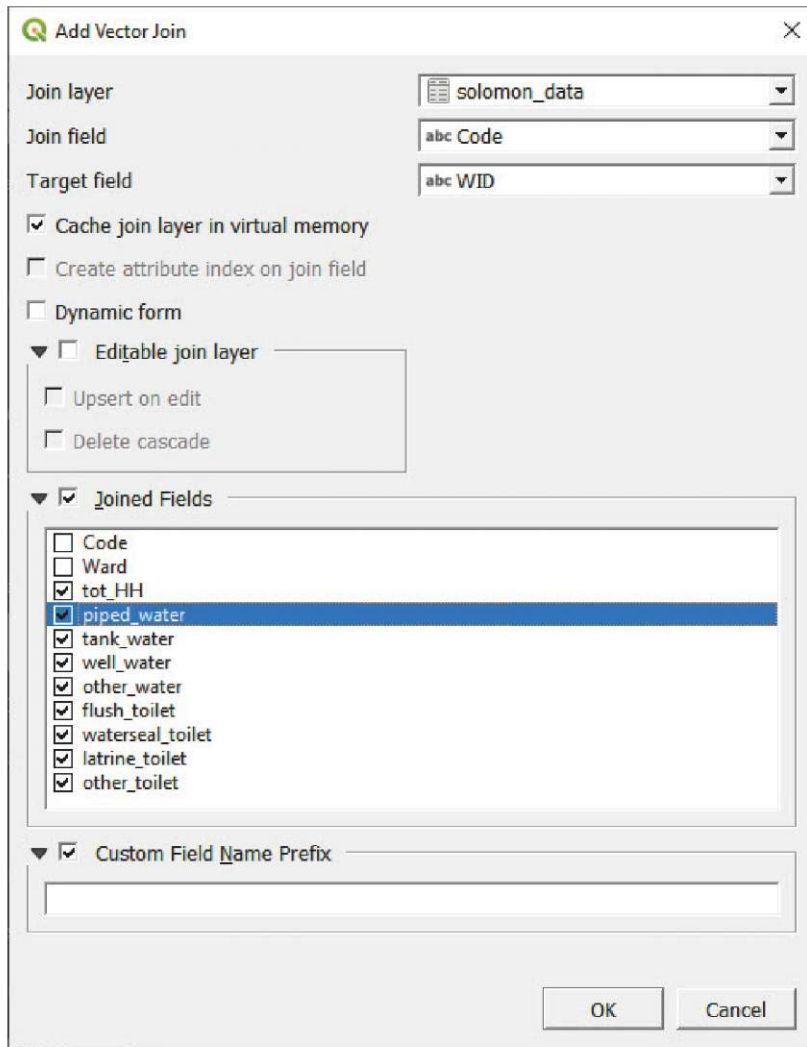 Add Vector Join
Join layer
solomon_data
Join field
abc Code
Target field
abc WID
Cache join layer in virtual memory
Create attribute index on join field
Dynamic form
Editable join layer
Upsert on edit
Delete cascade
Joined Fields
Code
Ward
tot_HH
piped_water
tank_water
well_water
other_water
flush_toilet
waterseal_toilet
latrine_toilet
other_toilet
Custom Field Name Prefix
OK
Cancel